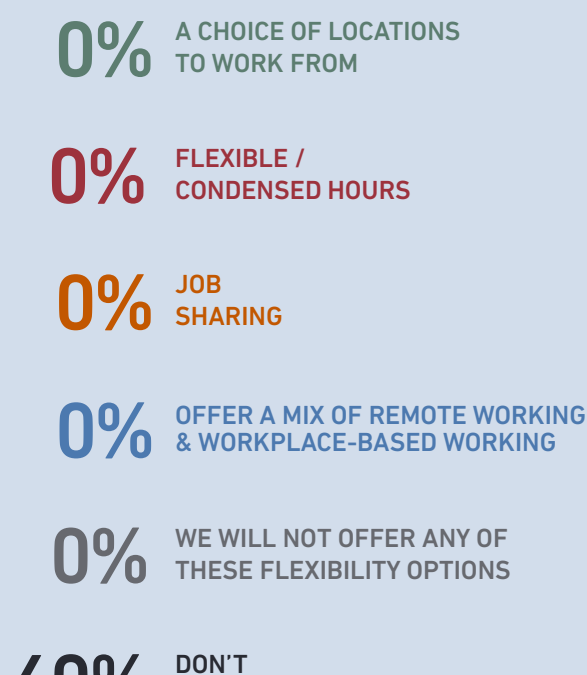 0% A CHOICE OF LOCATIONS
TO WORK FROM
0% FLEXIBLE /
CONDENSED HOURS
0% JOB
SHARING
0% OFFER A MIX OF REMOTE WORKING
& WORKPLACE-BASED WORKING
0% WE WILL NOT OFFER ANY OF
THESE FLEXIBILITY OPTIONS
DON'T